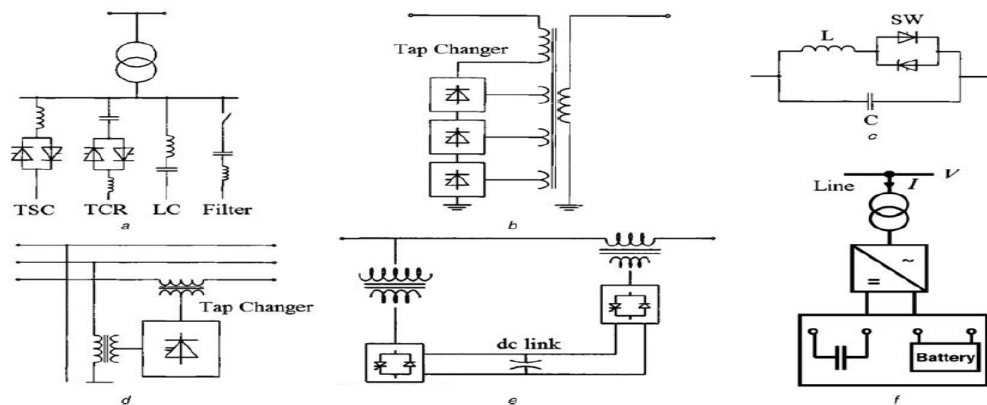 TSC TCR LC Filter
a
Tap Changer
b
SW
L
C
c
Tap Changer
d
dc link
e
Line I V
= ~
Battery
f